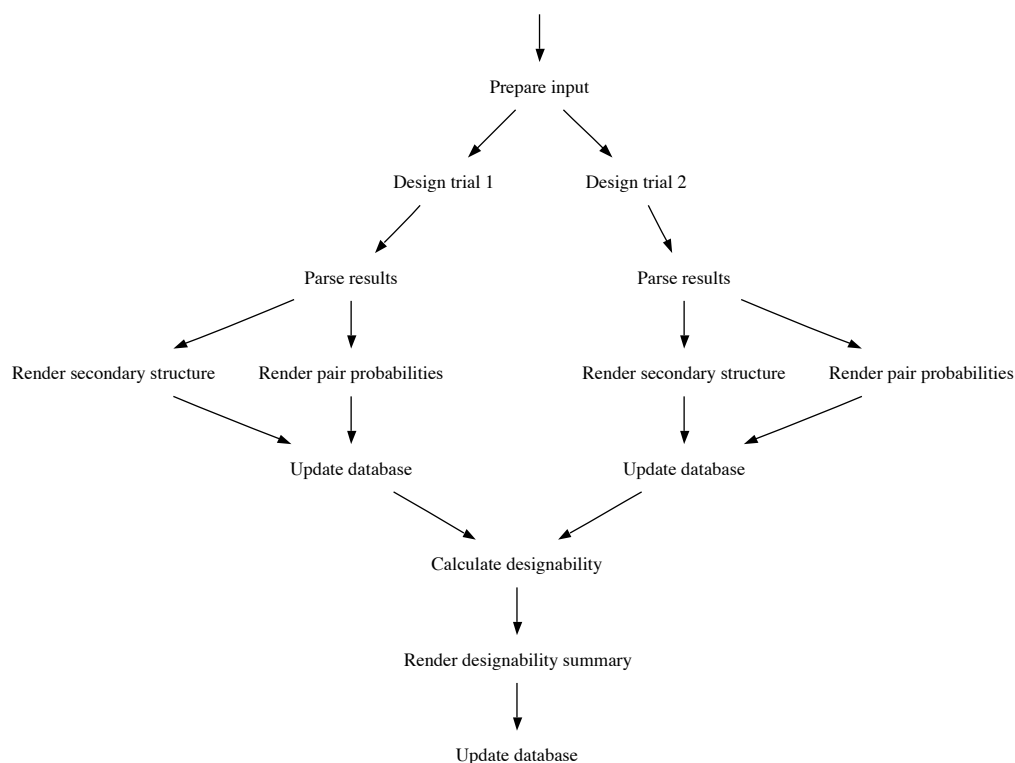 Prepare input
Design trial 1
Design trial 2
Parse results
Parse results
Render secondary structure
Render pair probabilities
Render secondary structure
Render pair probabilities
Update database
Update database
Calculate designability
Render designability summary
Update database